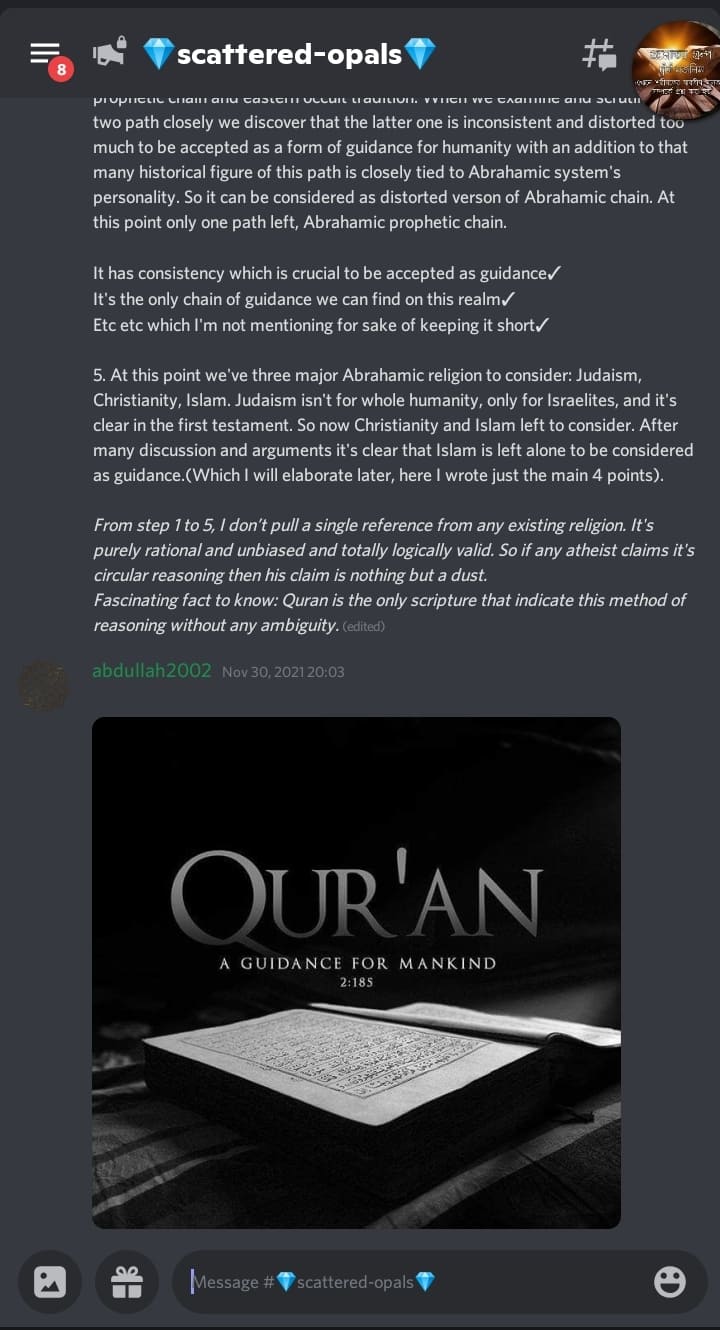 8
💎scattered-opals💎
two path closely we discover that the latter one is inconsistent and distorted too
much to be accepted as a form of guidance for humanity with an addition to that
many historical figure of this path is closely tied to Abrahamic system's
personality. So it can be considered as distorted verson of Abrahamic chain. At
this point only one path left, Abrahamic prophetic chain.
It has consistency which is crucial to be accepted as guidance✓
It's the only chain of guidance we can find on this realm✓
Etc etc which I'm not mentioning for sake of keeping it short✓
5. At this point we've three major Abrahamic religion to consider: Judaism,
Christianity, Islam. Judaism isn't for whole humanity, only for Israelites, and it's
clear in the first testament. So now Christianity and Islam left to consider. After
many discussion and arguments it's clear that Islam is left alone to be considered
as guidance.(Which I will elaborate later, here I wrote just the main 4 points).
From step 1 to 5, I don't pull a single reference from any existing religion. It's
purely rational and unbiased and totally logically valid. So if any atheist claims it's
circular reasoning then his claim is nothing but a dust.
Fascinating fact to know: Quran is the only scripture that indicate this method of
reasoning without any ambiguity. (edited)
abdullah2002 Nov 30, 2021 20:03
QUR'AN
A GUIDANCE FOR MANKIND
2:185
Message #💎scattered-opals💎